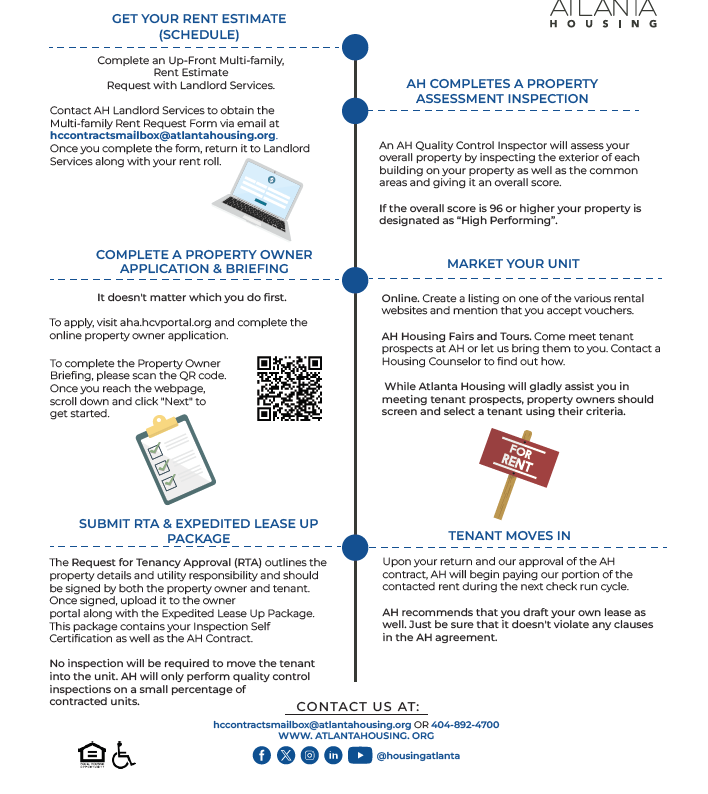 ATLANTA
HOUSING
GET YOUR RENT ESTIMATE
(SCHEDULE)
Complete an Up-Front Multi-family,
Rent Estimate
Request with Landlord Services.
Contact AH Landlord Services to obtain the
Multi-family Rent Request Form via email at
hccontractsmailbox@atlantahousing.org.
Once you complete the form, return it to Landlord
Services along with your rent roll.
AH COMPLETES A PROPERTY
ASSESSMENT INSPECTION
An AH Quality Control Inspector will assess your
overall property by inspecting the exterior of each
building on your property as well as the common
areas and giving it an overall score.
If the overall score is 96 or higher your property is
designated as “High Performing”.
COMPLETE A PROPERTY OWNER
APPLICATION & BRIEFING
It doesn't matter which you do first.
To apply, visit aha.hcvportal.org and complete the
online property owner application.
To complete the Property Owner
Briefing, please scan the QR code.
Once you reach the webpage,
scroll down and click "Next" to
get started.
MARKET YOUR UNIT
Online. Create a listing on one of the various rental
websites and mention that you accept vouchers.
AH Housing Fairs and Tours. Come meet tenant
prospects at AH or let us bring them to you. Contact a
Housing Counselor to find out how.
While Atlanta Housing will gladly assist you in
meeting tenant prospects, property owners should
screen and select a tenant using their criteria.
FOR
RENT
SUBMIT RTA & EXPEDITED LEASE UP
PACKAGE
The Request for Tenancy Approval (RTA) outlines the
property details and utility responsibility and should
be signed by both the property owner and tenant.
Once signed, upload it to the owner
portal along with the Expedited Lease Up Package.
This package contains your Inspection Self
Certification as well as the AH Contract.
No inspection will be required to move the tenant
into the unit. AH will only perform quality control
inspections on a small percentage of
contracted units.
TENANT MOVES IN
Upon your return and our approval of the AH
contract, AH will begin paying our portion of the
contacted rent during the next check run cycle.
AH recommends that you draft your own lease as
well. Just be sure that it doesn't violate any clauses
in the AH agreement.
CONTACT US AT:
hccontractsmailbox@atlantahousing.org OR 404-892-4700
WWW. ATLANTAHOUSING. ORG
@housingatlanta